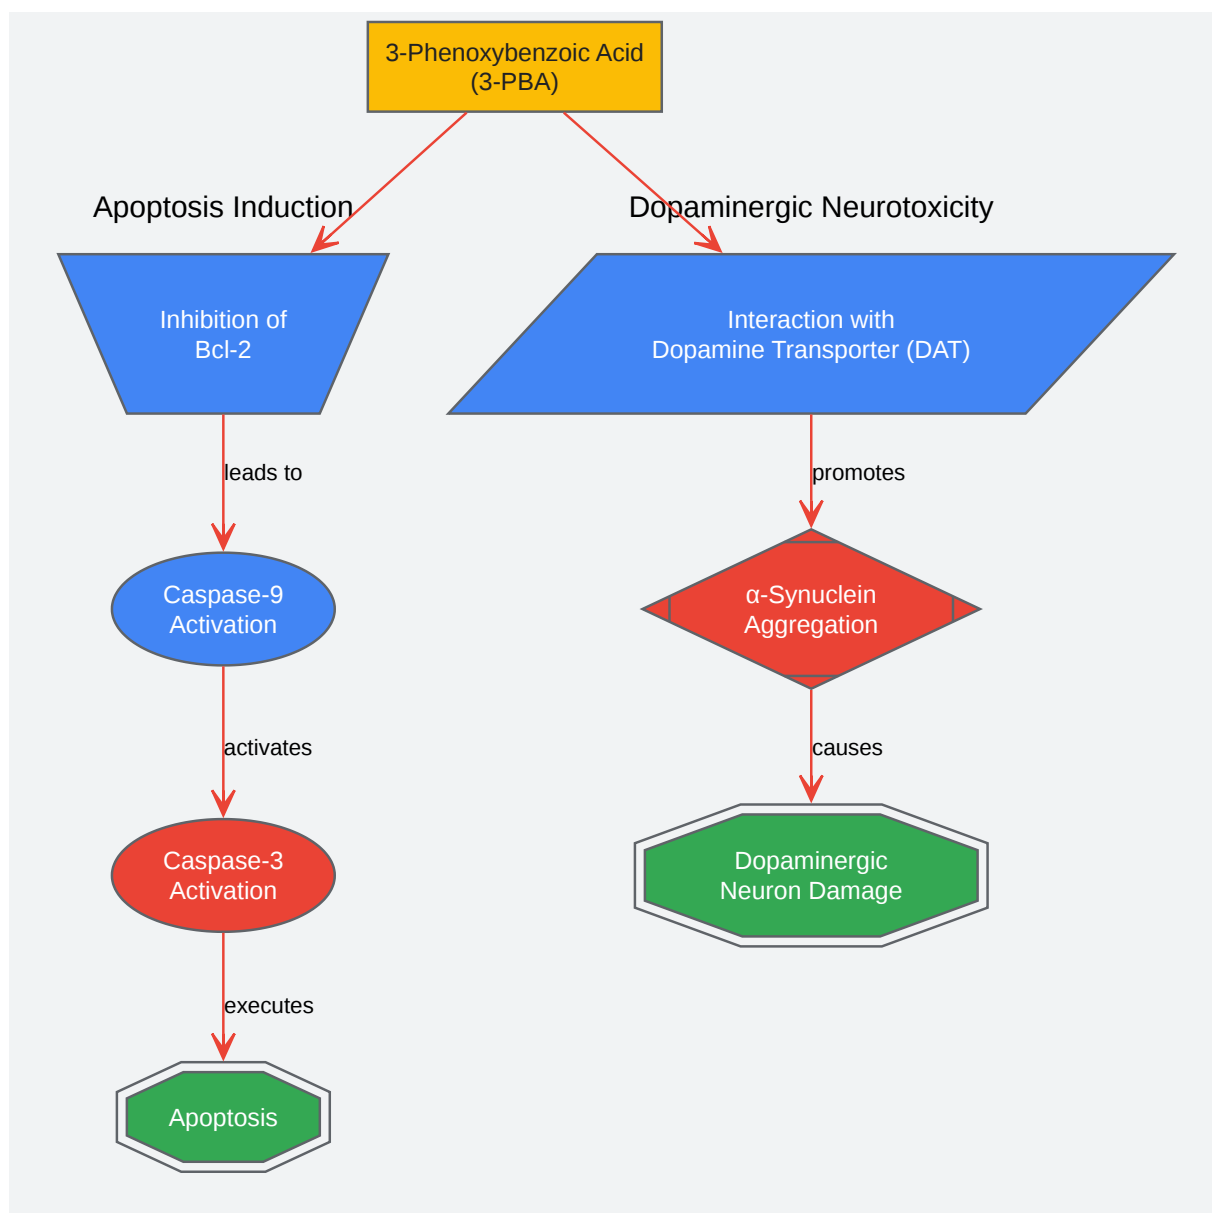 3-Phenoxybenzoic Acid
(3-PBA)
Apoptosis Induction
Dopaminergic Neurotoxicity
Inhibition of
Bcl-2
Interaction with
Dopamine Transporter (DAT)
leads to
promotes
Caspase-9
Activation
α-Synuclein
Aggregation
activates
causes
Caspase-3
Activation
Dopaminergic
Neuron Damage
executes
Apoptosis